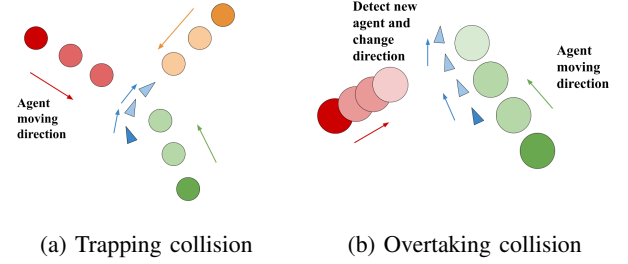 Agent
moving
direction
(a) Trapping collision
Detect new
agent and
change
direction
Agent
moving
direction
(b) Overtaking collision